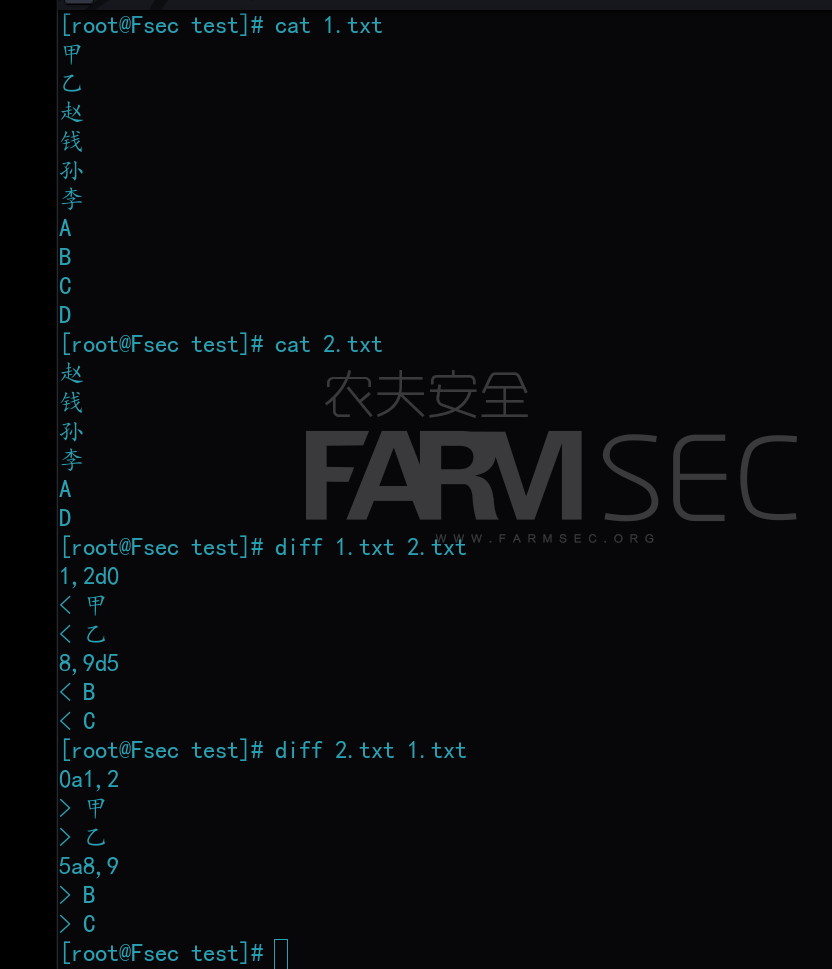 [root@Fsec test]# cat 1.txt
甲
乙
赵
钱
孙
李
A
B
C
D
[root@Fsec test]# cat 2.txt
赵
钱
孙
李
A
D
农夫安全
FARMSEC
WWW.FARMSEC.ORG
[root@Fsec test]# diff 1.txt 2.txt
1,2d0
< 甲
< 乙
8,9d5
< B
< C
[root@Fsec test]# diff 2.txt 1.txt
0a1,2
> 甲
> 乙
5a8,9
> B
> C
[root@Fsec test]#